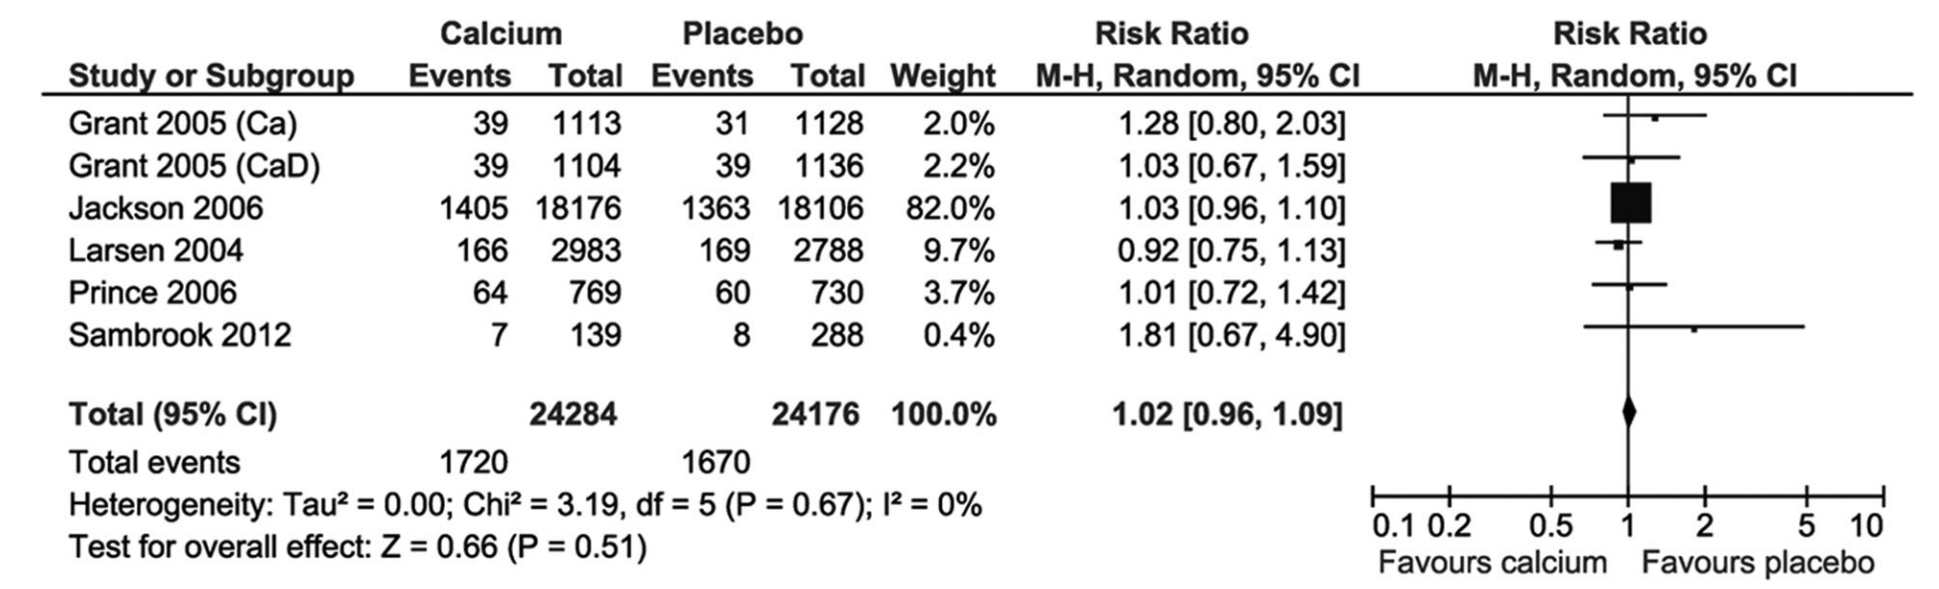 Calcium Placebo Risk Ratio Risk Ratio
Study or Subgroup Events Total Events Total Weight M-H, Random, 95% CI M-H, Random, 95% CI
Grant 2005 (Ca) 39 1113 31 1128 2.0% 1.28 [0.80, 2.03]
Grant 2005 (CaD) 39 1104 39 1136 2.2% 1.03 [0.67, 1.59]
Jackson 2006 1405 18176 1363 18106 82.0% 1.03 [0.96, 1.10]
Larsen 2004 166 2983 169 2788 9.7% 0.92 [0.75, 1.13]
Prince 2006 64 769 60 730 3.7% 1.01 [0.72, 1.42]
Sambrook 2012 7 139 8 288 0.4% 1.81 [0.67, 4.90]
Total (95% CI) 24284 24176 100.0% 1.02 [0.96, 1.09]
Total events 1720 1670
Heterogeneity: Tau² = 0.00; Chi² = 3.19, df = 5 (P = 0.67); I² = 0%
Test for overall effect: Z = 0.66 (P = 0.51)
0.1 0.2 0.5 1 2 5 10
Favours calcium Favours placebo